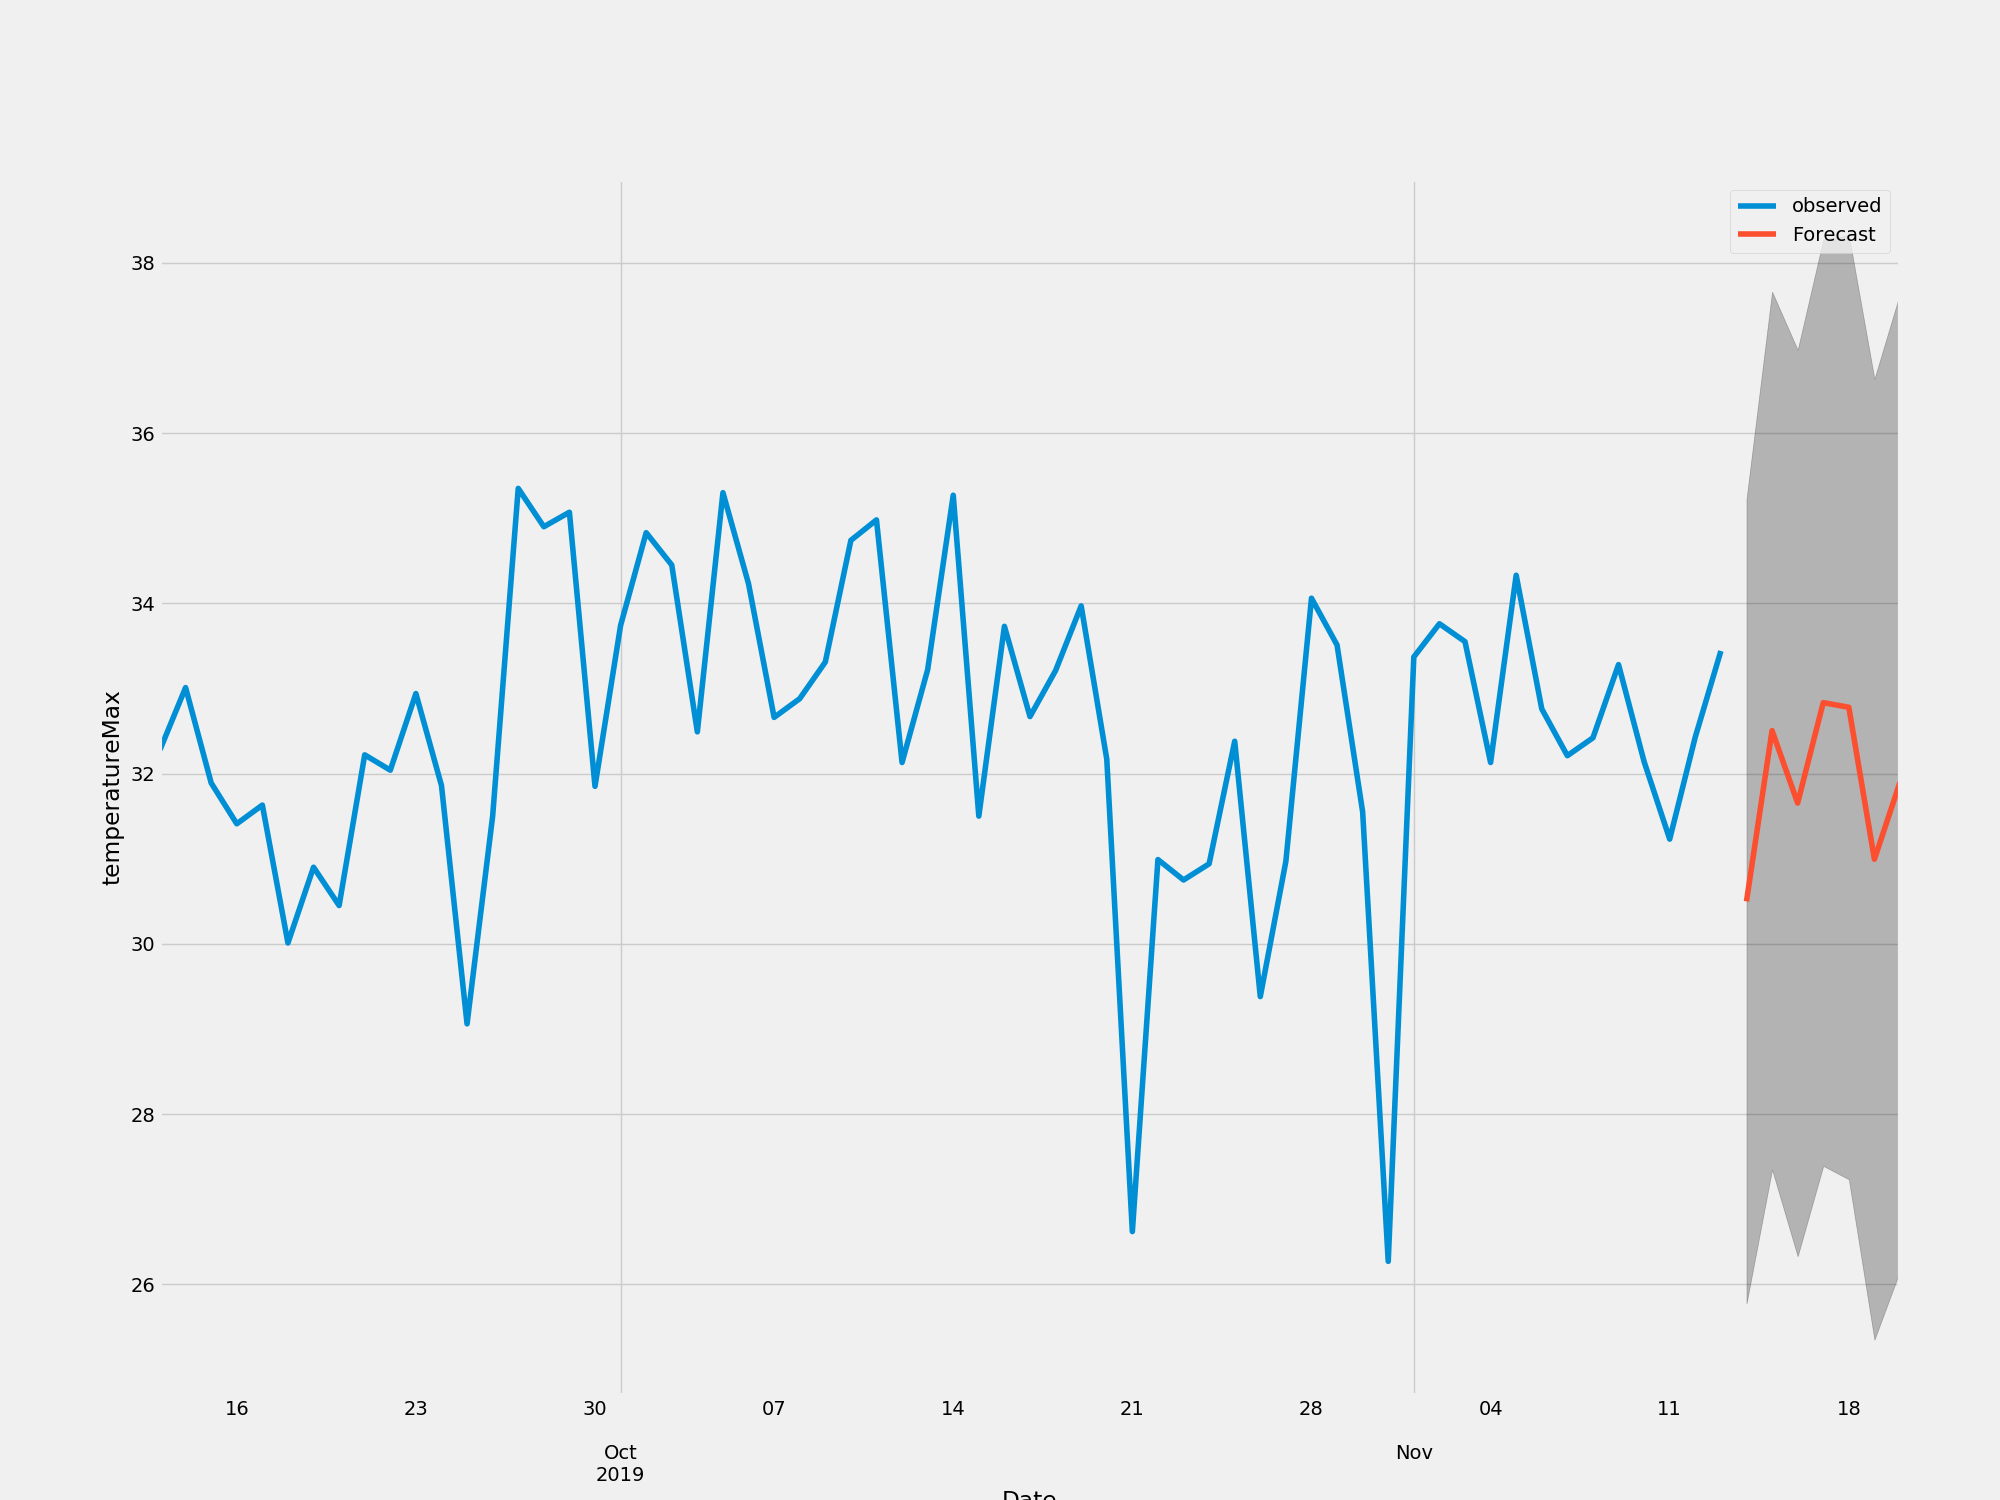 observed
Forecast
38
36
34
32
30
28
26
temperatureMax
16 23 30 07 14 21 28 04 11 18
Oct Nov
2019
Date